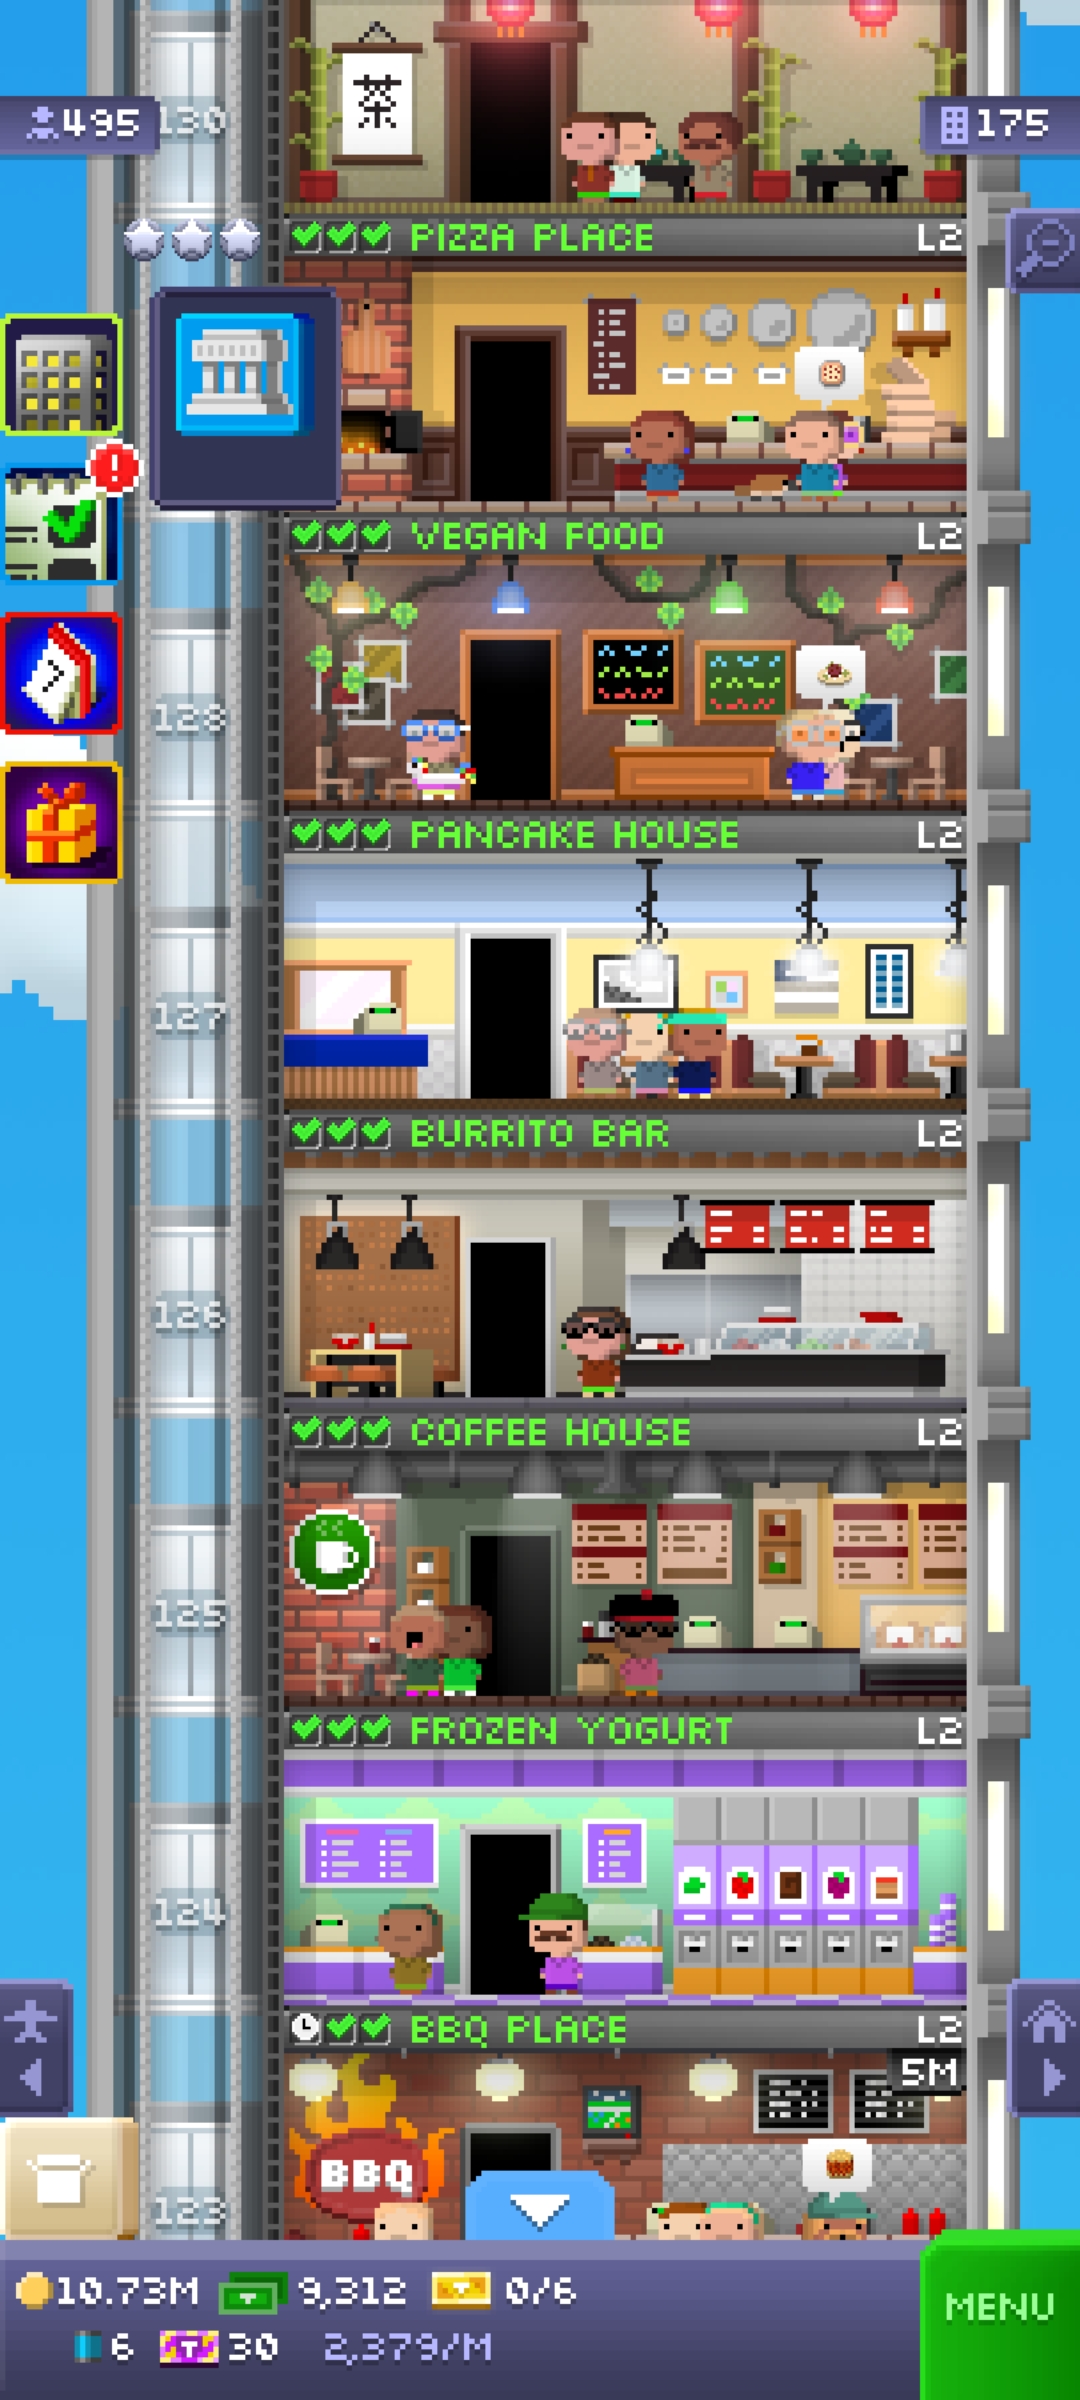 茶
130
495
175
PIZZA PLACE L2
VEGAN FOOD L2
128
PANCAKE HOUSE L2
127
BURRITO BAR L2
126
COFFEE HOUSE L2
125
FROZEN YOGURT L2
124
BBQ PLACE L2
5M
BBQ
123
10.73M 9,312 0/6
MENU
6 T 30 2,379/M